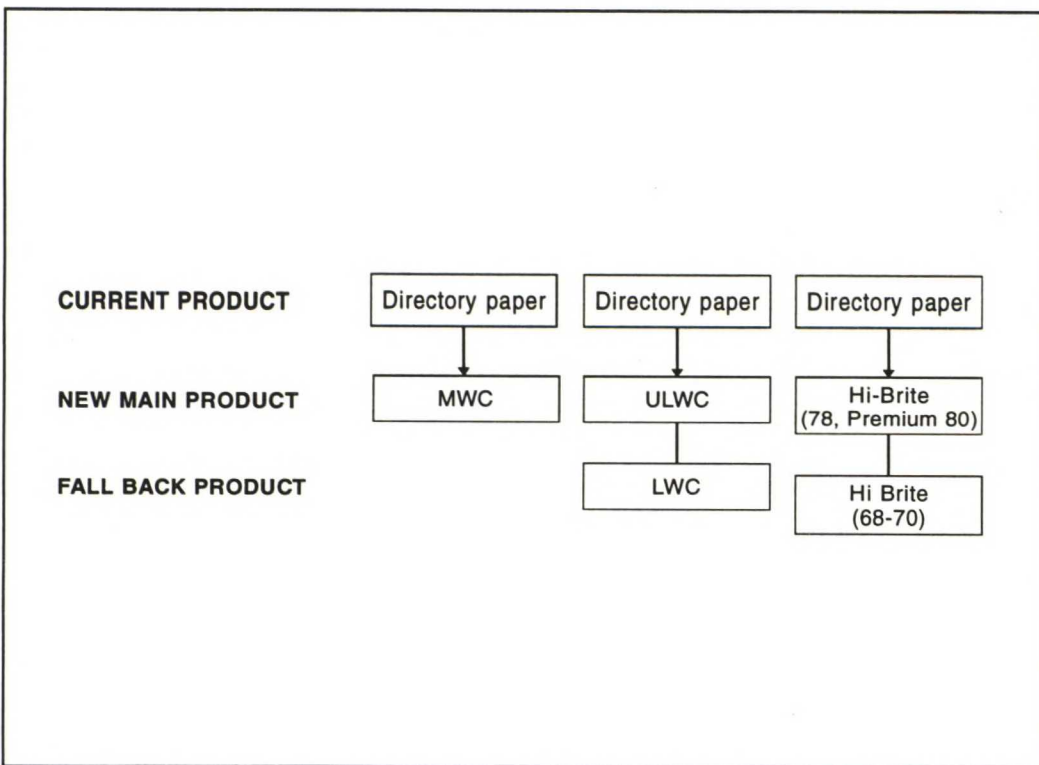 CURRENT PRODUCT Directory paper Directory paper Directory paper
NEW MAIN PRODUCT MWC ULWC Hi-Brite
(78, Premium 80)
FALL BACK PRODUCT LWC Hi Brite
(68-70)